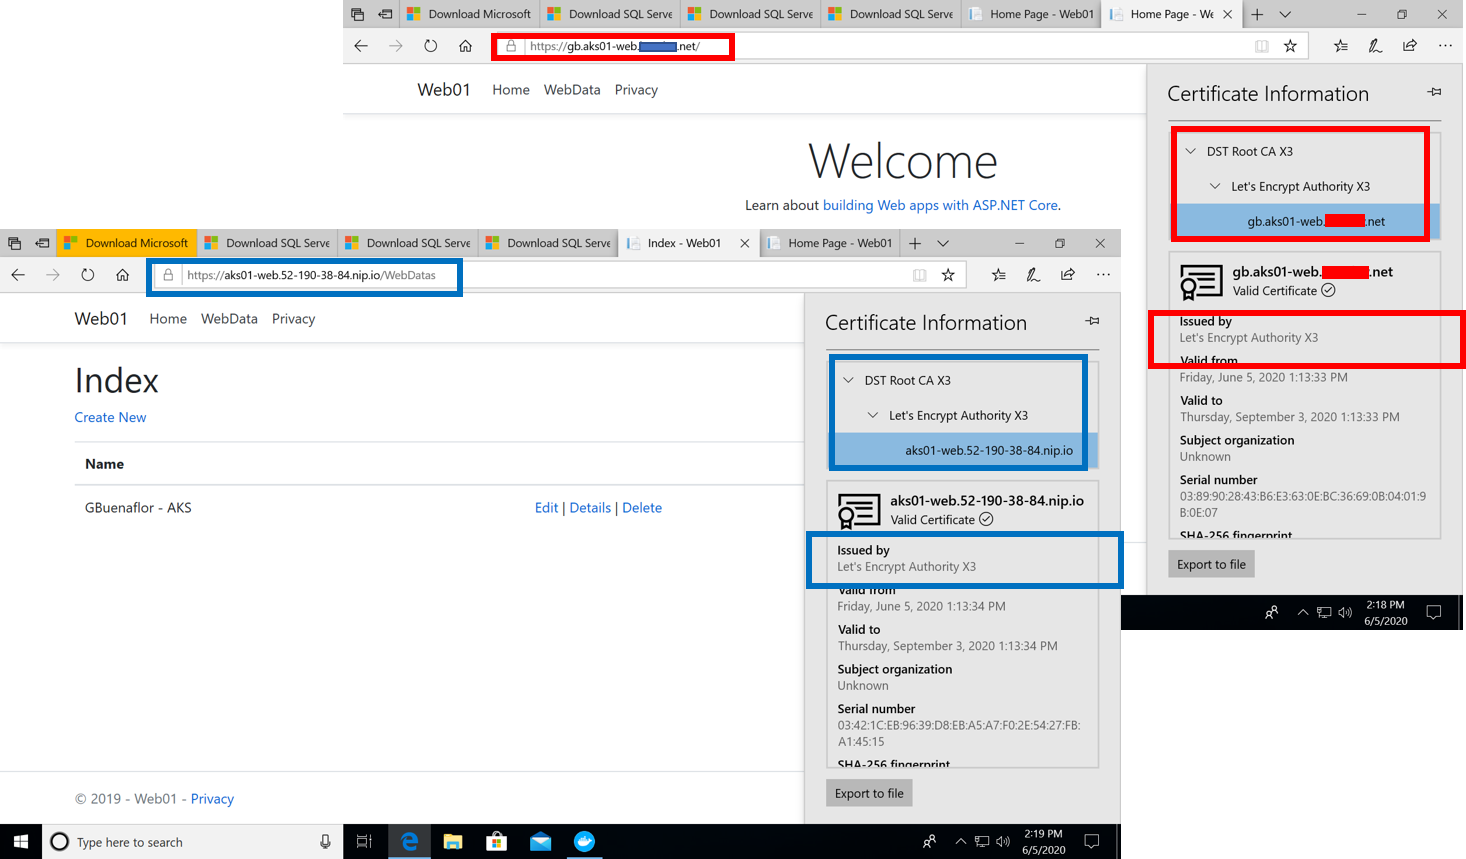 Download Microsoft
Download SQL Serve
Download SQL Serve
Download SQL Serve
Home Page - Web01
Home Page - We
https://gb.aks01-web.
.net/
Web01
Home
WebData
Privacy
Welcome
Learn about building Web apps with ASP.NET Core.
Certificate Information
DST Root CA X3
Let's Encrypt Authority X3
gb.aks01-web.
.net
gb.aks01-web.
.net
Valid Certificate
Issued by
Let's Encrypt Authority X3
Valid from
Friday, June 5, 2020 1:13:33 PM
Valid to
Thursday, September 3, 2020 1:13:33 PM
Subject organization
Unknown
Serial number
03:89:90:28:43:B6:E3:63:0E:BC:36:69:0B:04:01:9
B:0E:07
SHA-256 fingerprint
Export to file
2:18 PM
6/5/2020
Download Microsoft
Download SQL Serve
Download SQL Serve
Download SQL Serve
Index - Web01
Home Page - Web01
https://aks01-web.52-190-38-84.nip.io/WebDatas
Web01
Home
WebData
Privacy
Index
Create New
Name
GBuenaflor - AKS
Edit | Details | Delete
© 2019 - Web01 - Privacy
Certificate Information
DST Root CA X3
Let's Encrypt Authority X3
aks01-web.52-190-38-84.nip.io
aks01-web.52-190-38-84.nip.io
Valid Certificate
Issued by
Let's Encrypt Authority X3
Valid from
Friday, June 5, 2020 1:13:34 PM
Valid to
Thursday, September 3, 2020 1:13:34 PM
Subject organization
Unknown
Serial number
03:42:1C:EB:96:39:D8:EB:A5:A7:F0:2E:54:27:FB:
A1:45:15
SHA-256 fingerprint
Export to file
Type here to search
2:19 PM
6/5/2020